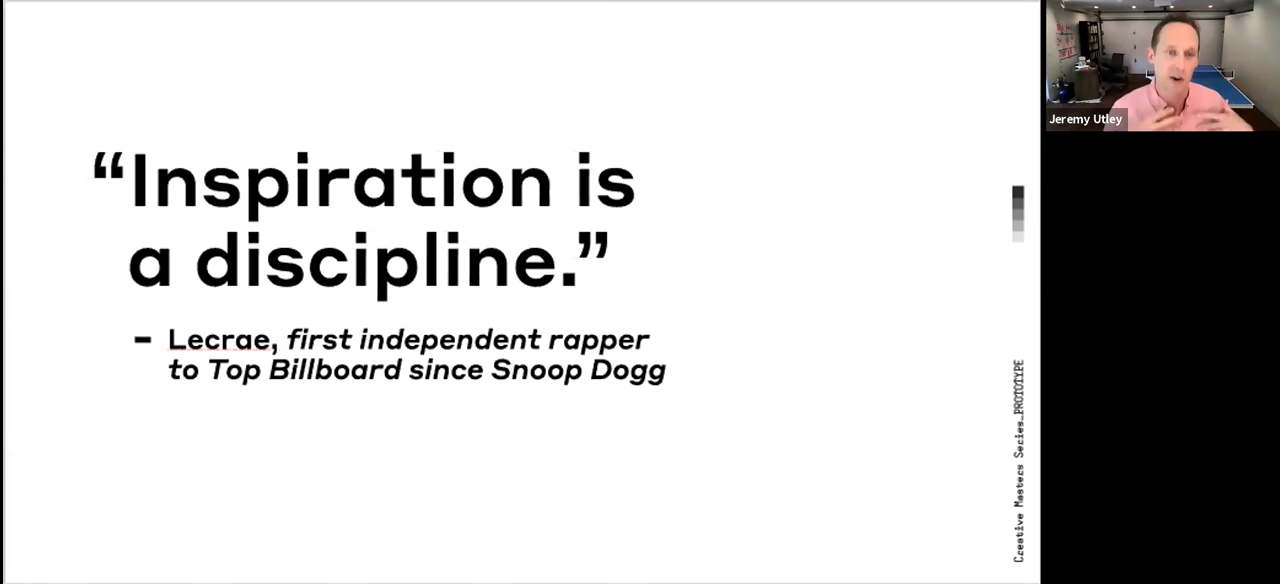 “Inspiration is
a discipline.”
– Lecrae, first independent rapper
to Top Billboard since Snoop Dogg
Jeremy Utley
Creative Masters Series_PROTOTYPE